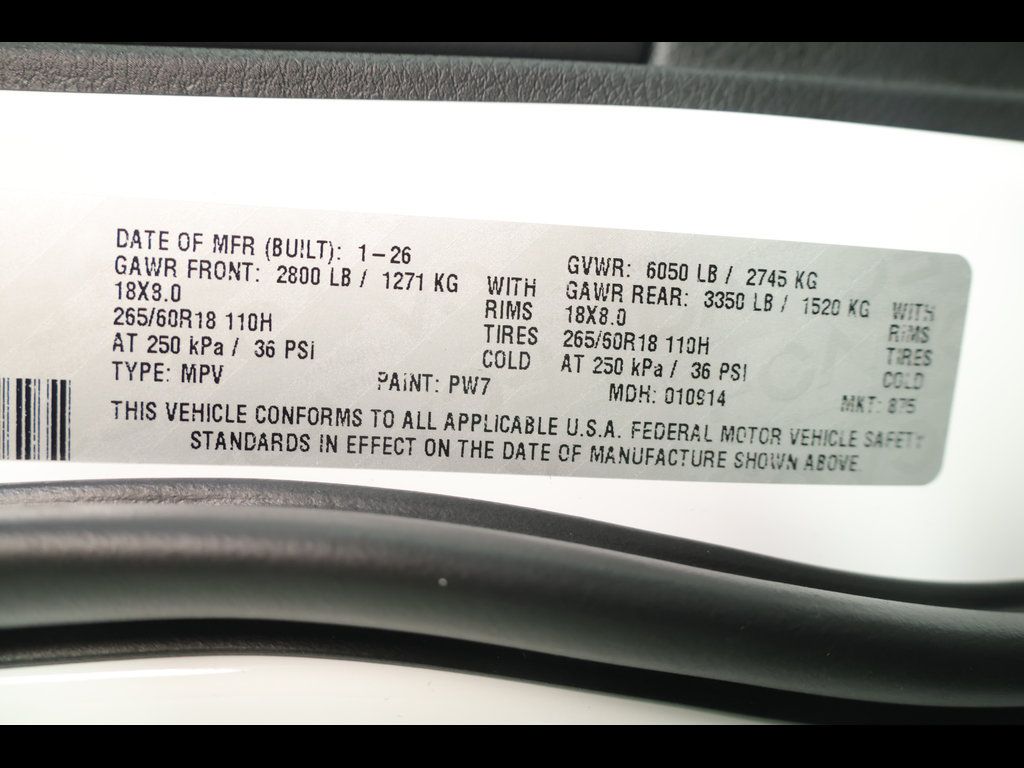 DATE OF MFR (BUILT): 1-26
GVWR: 6050 LB / 2745 KG
GAWR FRONT: 2800 LB / 1271 KG WITH
GAWR REAR: 3350 LB / 1520 KG WITH
18X8.0 RIMS
18X8.0 RIMS
265/60R18 110H TIRES
265/60R18 110H TIRES
AT 250 kPa / 36 PSI COLD
AT 250 kPa / 36 PSI COLD
TYPE: MPV PAINT: PW7 MDH: 010914 MKT: 875
THIS VEHICLE CONFORMS TO ALL APPLICABLE U.S.A. FEDERAL MOTOR VEHICLE SAFETY
STANDARDS IN EFFECT ON THE DATE OF MANUFACTURE SHOWN ABOVE.